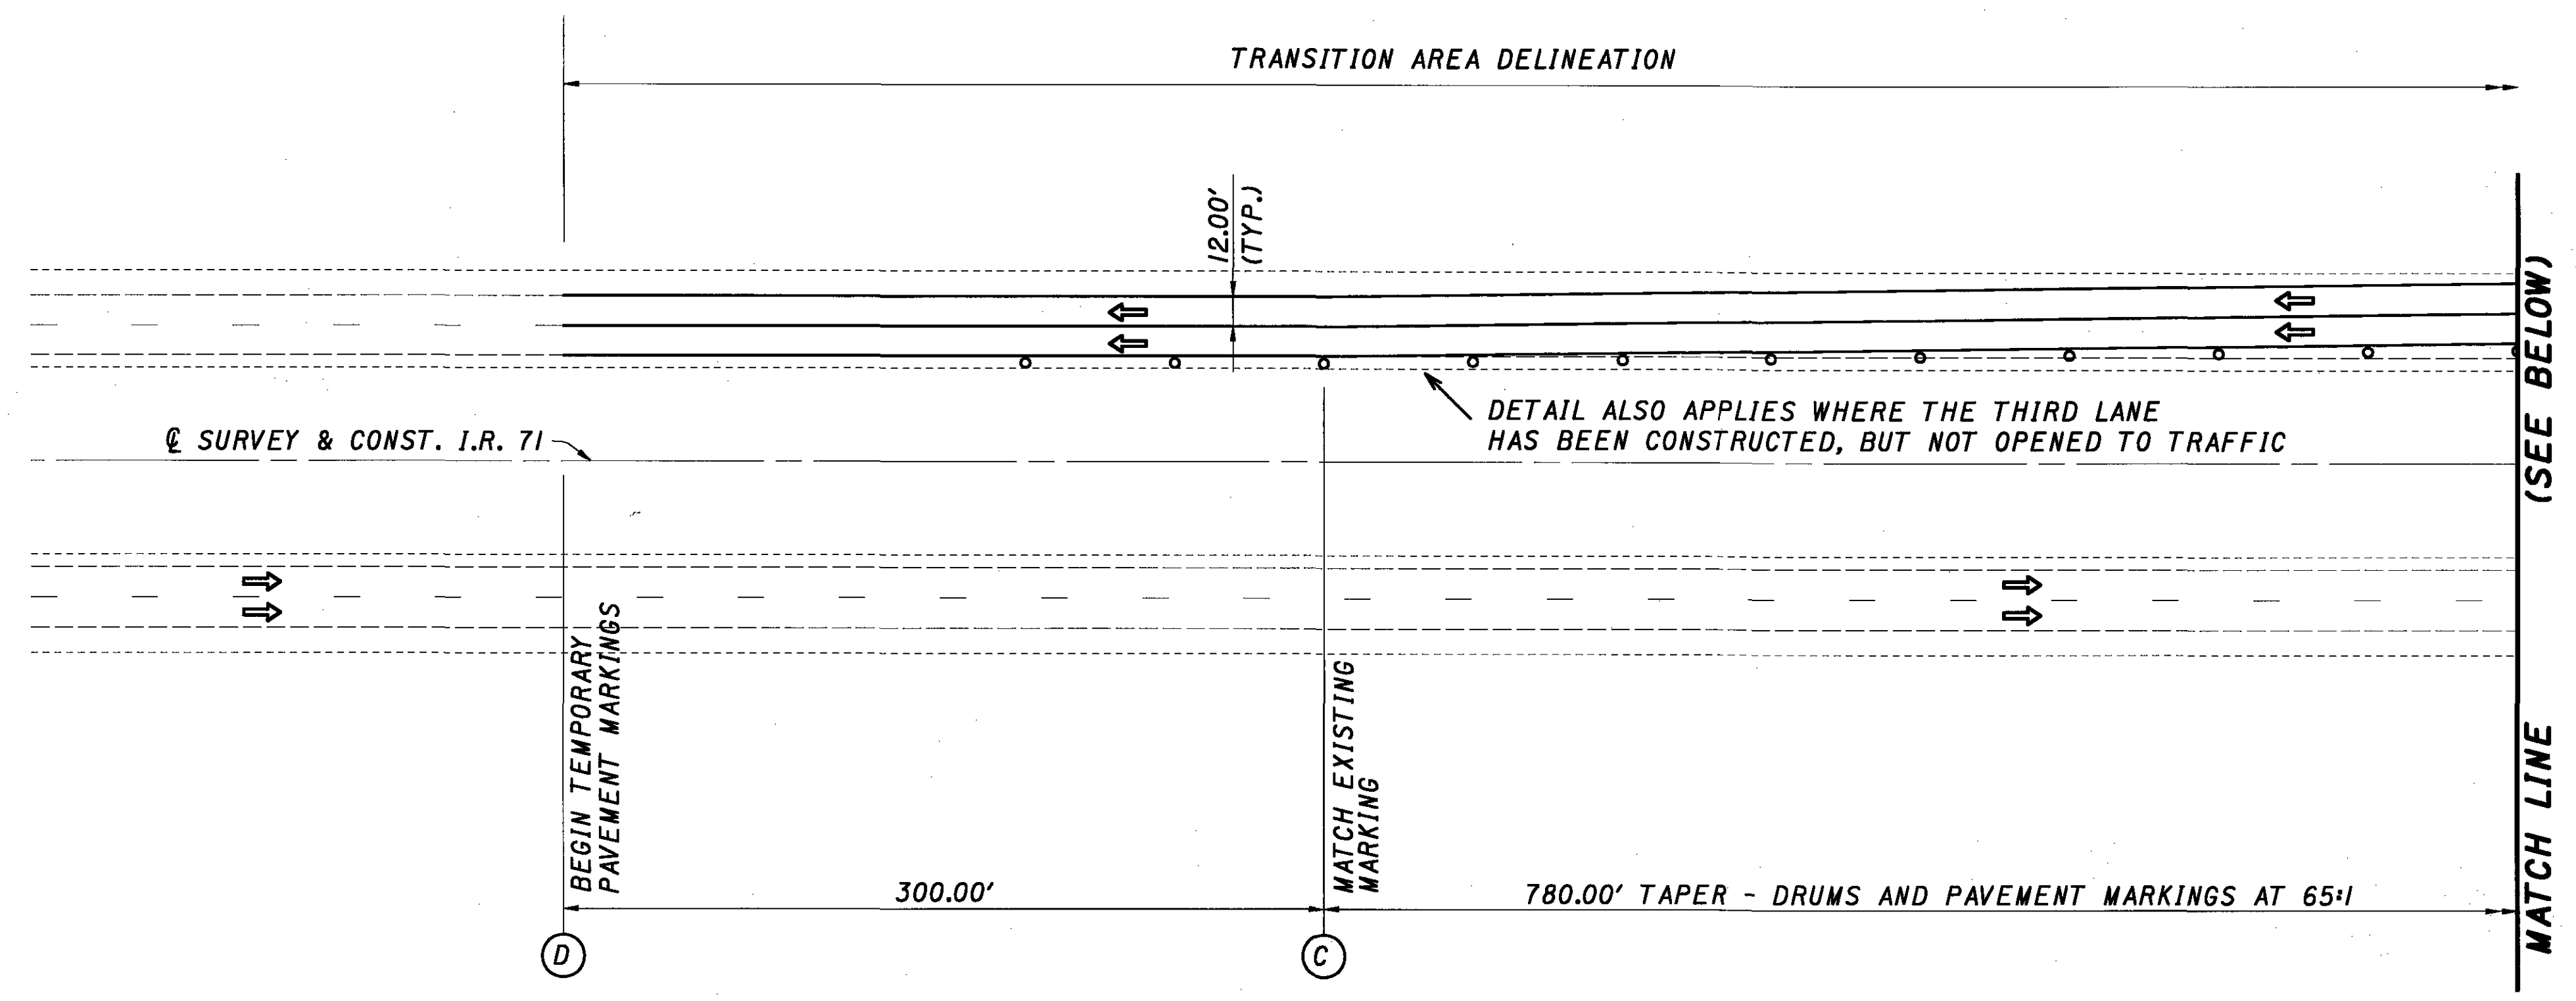 TRANSITION AREA DELINEATION
12.00'
(TYP.)
DETAIL ALSO APPLIES WHERE THE THIRD LANE
HAS BEEN CONSTRUCTED, BUT NOT OPENED TO TRAFFIC
℄ SURVEY & CONST. I.R. 71
(SEE BELOW)
MATCH LINE
BEGIN TEMPORARY
PAVEMENT MARKINGS
MATCH EXISTING
MARKING
300.00'
780.00' TAPER - DRUMS AND PAVEMENT MARKINGS AT 65:1
D
C